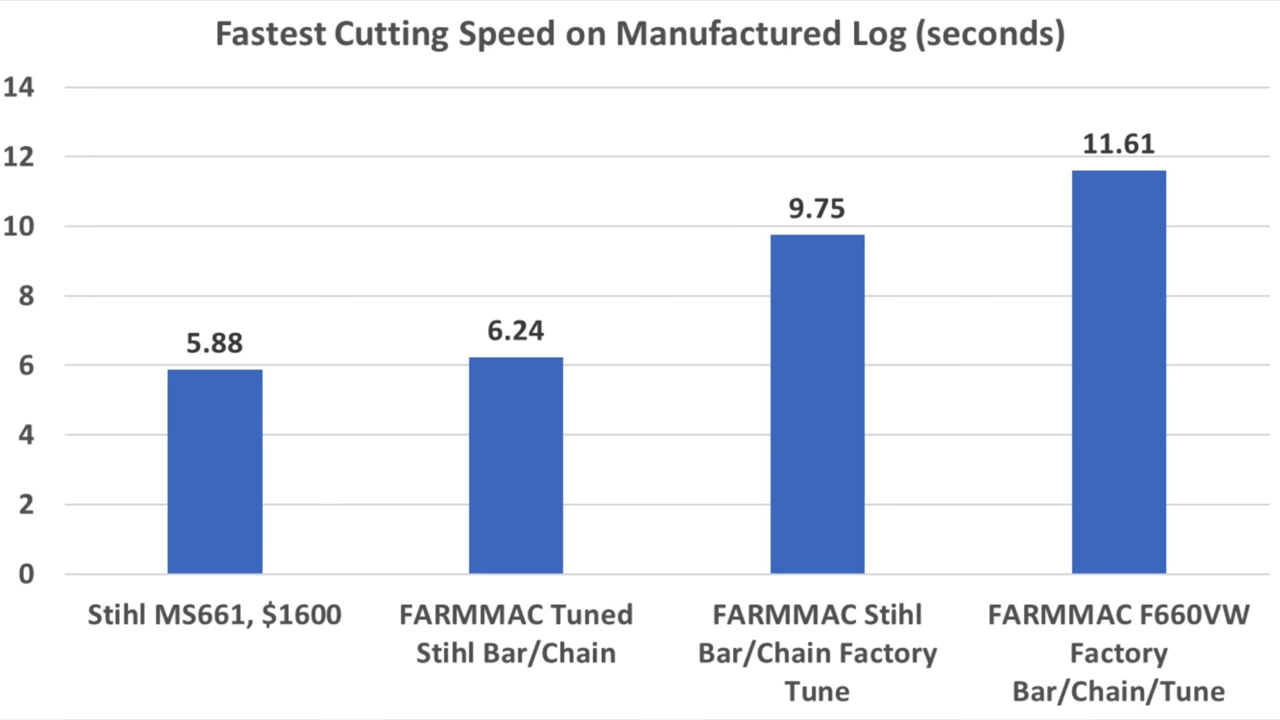 Fastest Cutting Speed on Manufactured Log (seconds)
14
12
10
8
6
4
2
0
5.88
6.24
9.75
11.61
Stihl MS661, $1600
FARMMAC Tuned
Stihl Bar/Chain
FARMMAC Stihl
Bar/Chain Factory
Tune
FARMMAC F660VW
Factory
Bar/Chain/Tune